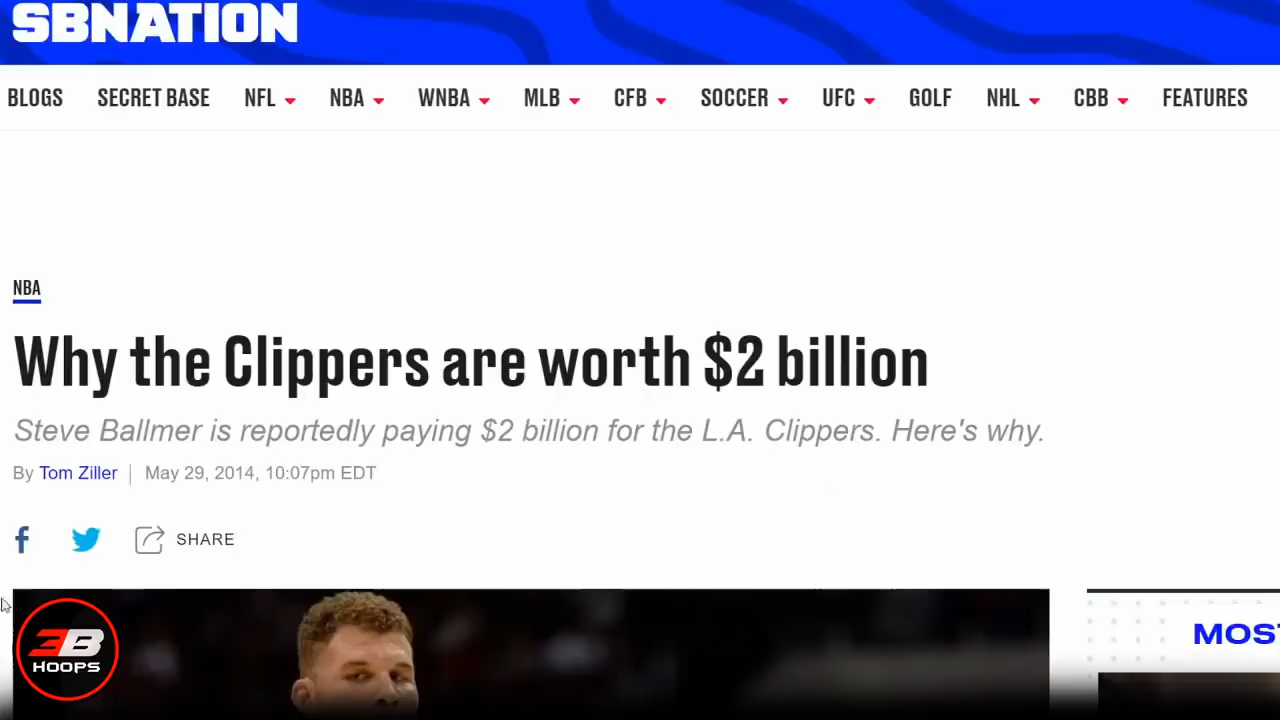 SBNATION
BLOGS SECRET BASE NFL NBA WNBA MLB CFB SOCCER UFC GOLF NHL CBB FEATURES
NBA
Why the Clippers are worth $2 billion
Steve Ballmer is reportedly paying $2 billion for the L.A. Clippers. Here's why.
By Tom Ziller | May 29, 2014, 10:07pm EDT
SHARE
3B
HOOPS
MOST